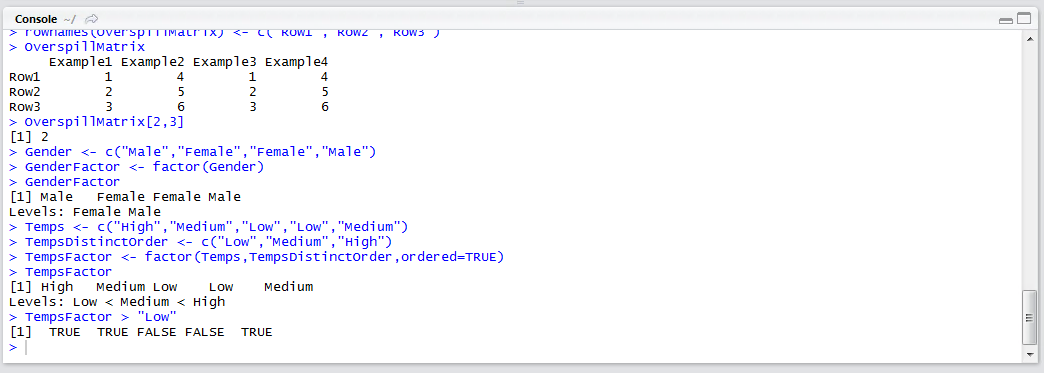 Console ~/
> rownames(OverspillMatrix) <- c("Row1","Row2","Row3")
> OverspillMatrix
     Example1 Example2 Example3 Example4
Row1        1        4        1        4
Row2        2        5        2        5
Row3        3        6        3        6
> OverspillMatrix[2,3]
[1] 2
> Gender <- c("Male","Female","Female","Male")
> GenderFactor <- factor(Gender)
> GenderFactor
[1] Male   Female Female Male
Levels: Female Male
> Temps <- c("High","Medium","Low","Low","Medium")
> TempsDistinctOrder <- c("Low","Medium","High")
> TempsFactor <- factor(Temps,TempsDistinctOrder,ordered=TRUE)
> TempsFactor
[1] High   Medium Low    Low    Medium
Levels: Low < Medium < High
> TempsFactor > "Low"
[1]  TRUE  TRUE FALSE FALSE  TRUE
>